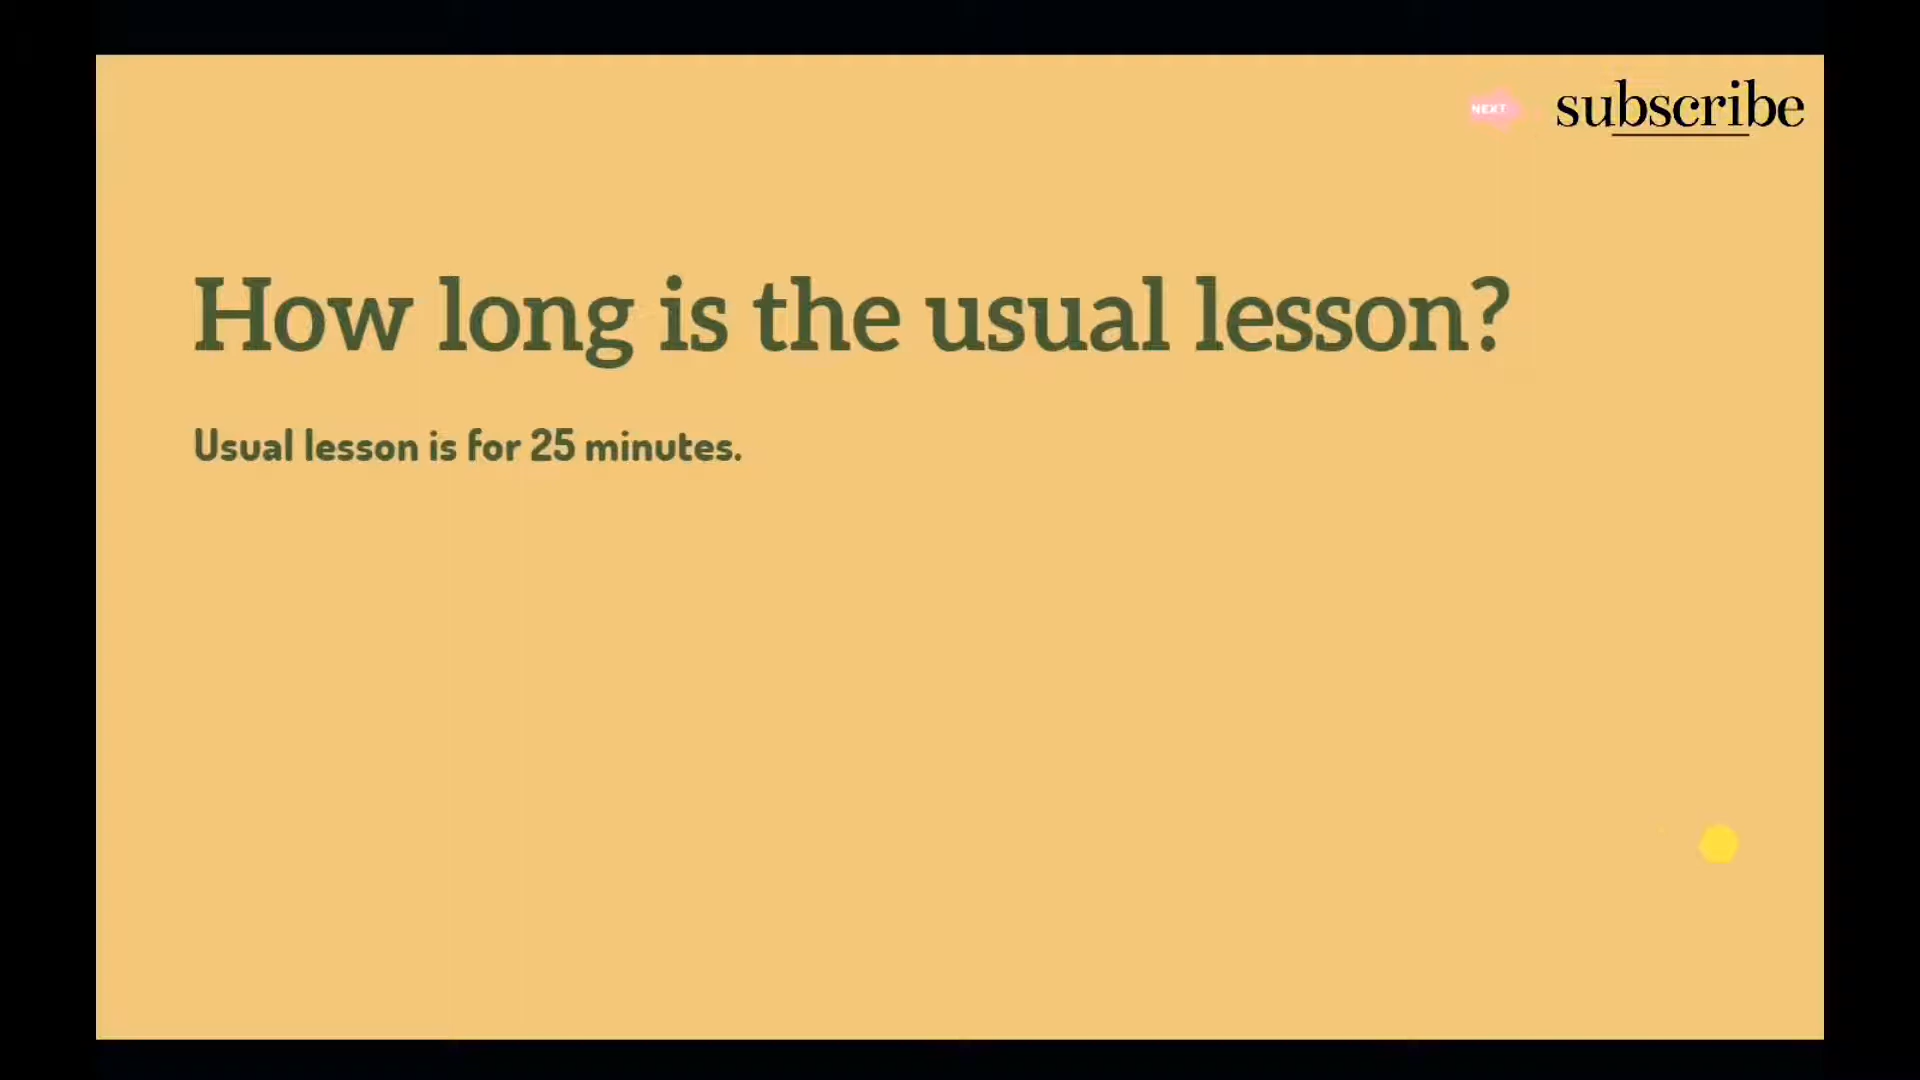 NEXT
subscribe
How long is the usual lesson?
Usual lesson is for 25 minutes.